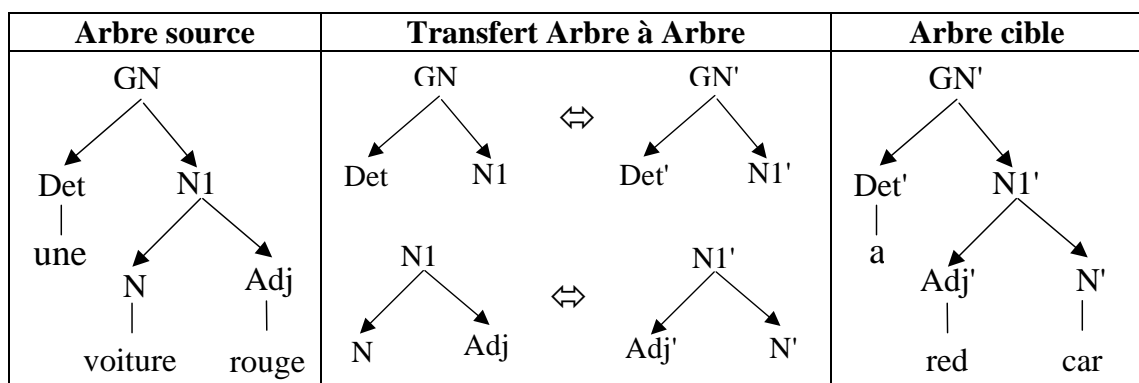 Arbre source Transfert Arbre à Arbre Arbre cible
GN GN GN' GN'
⇔
Det N1 Det' N1'
Det N1 Det' N1'
une a
N1 N1'
N Adj Adj' N'
⇔
N Adj Adj' N'
voiture rouge red car